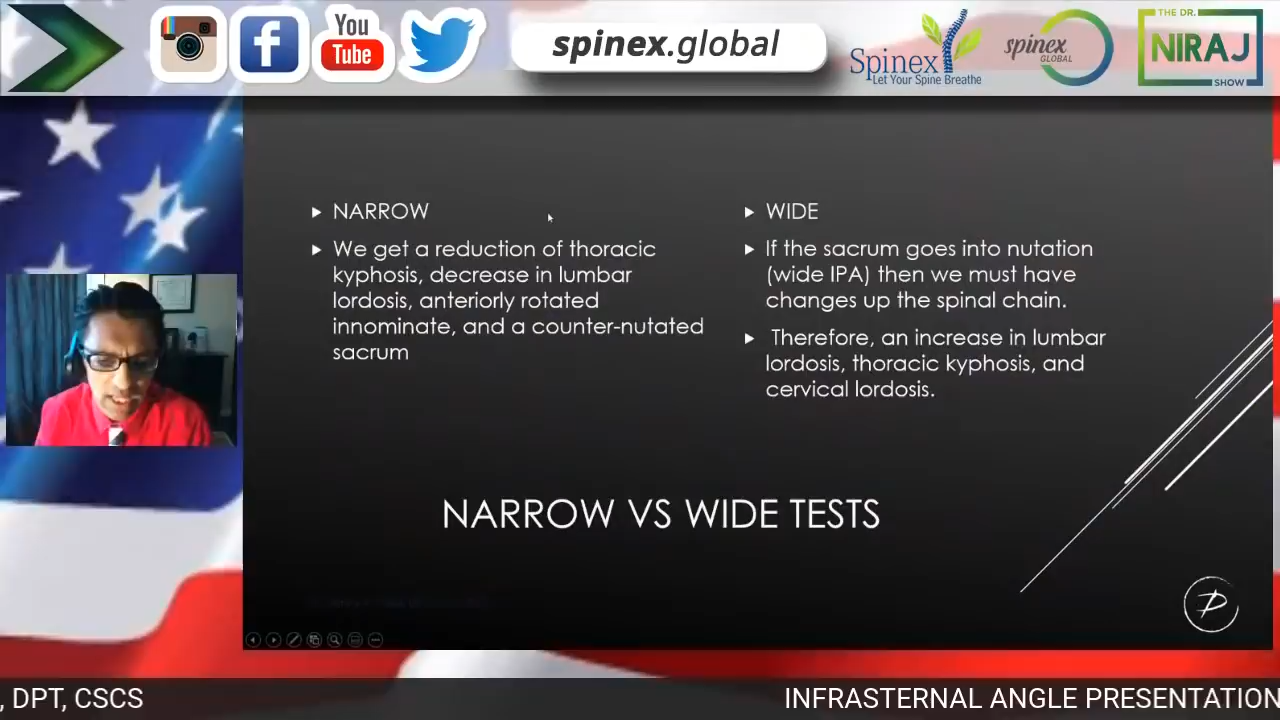 You
Tube
spinex.global
Spinex
Let Your Spine Breathe
spinex
GLOBAL
THE DR.
NIRAJ
SHOW
NARROW
We get a reduction of thoracic
kyphosis, decrease in lumbar
lordosis, anteriorly rotated
innominate, and a counter-nutated
sacrum
WIDE
If the sacrum goes into nutation
(wide IPA) then we must have
changes up the spinal chain.
Therefore, an increase in lumbar
lordosis, thoracic kyphosis, and
cervical lordosis.
NARROW VS WIDE TESTS
, DPT, CSCS
INFRASTERNAL ANGLE PRESENTATION